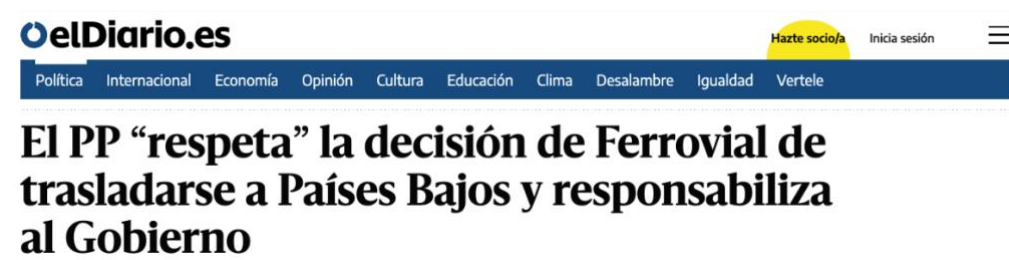 elDiario.es
Hazte socio/a Inicia sesión
Política Internacional Economía Opinión Cultura Educación Clima Desalambre Igualdad Vertele
El PP “respeta” la decisión de Ferrovial de
trasladarse a Países Bajos y responsabiliza
al Gobierno